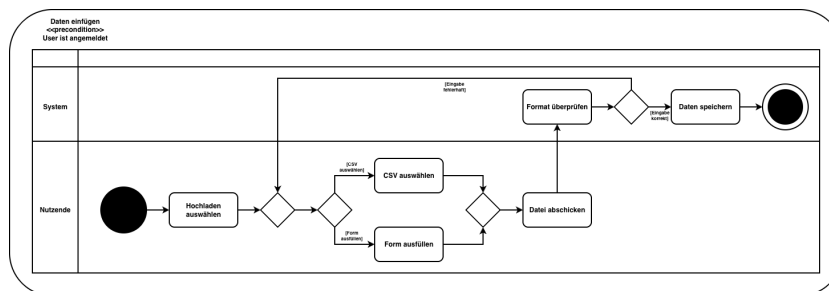 Daten einfügen
<<precondition>>
User ist angemeldet
System
[Eingabe
fehlerhaft]
Format überprüfen
[Eingabe
korrekt]
Daten speichern
Nutzende
Hochladen
auswählen
[CSV
auswählen]
CSV auswählen
[Form
ausfüllen]
Form ausfüllen
Datei abschicken